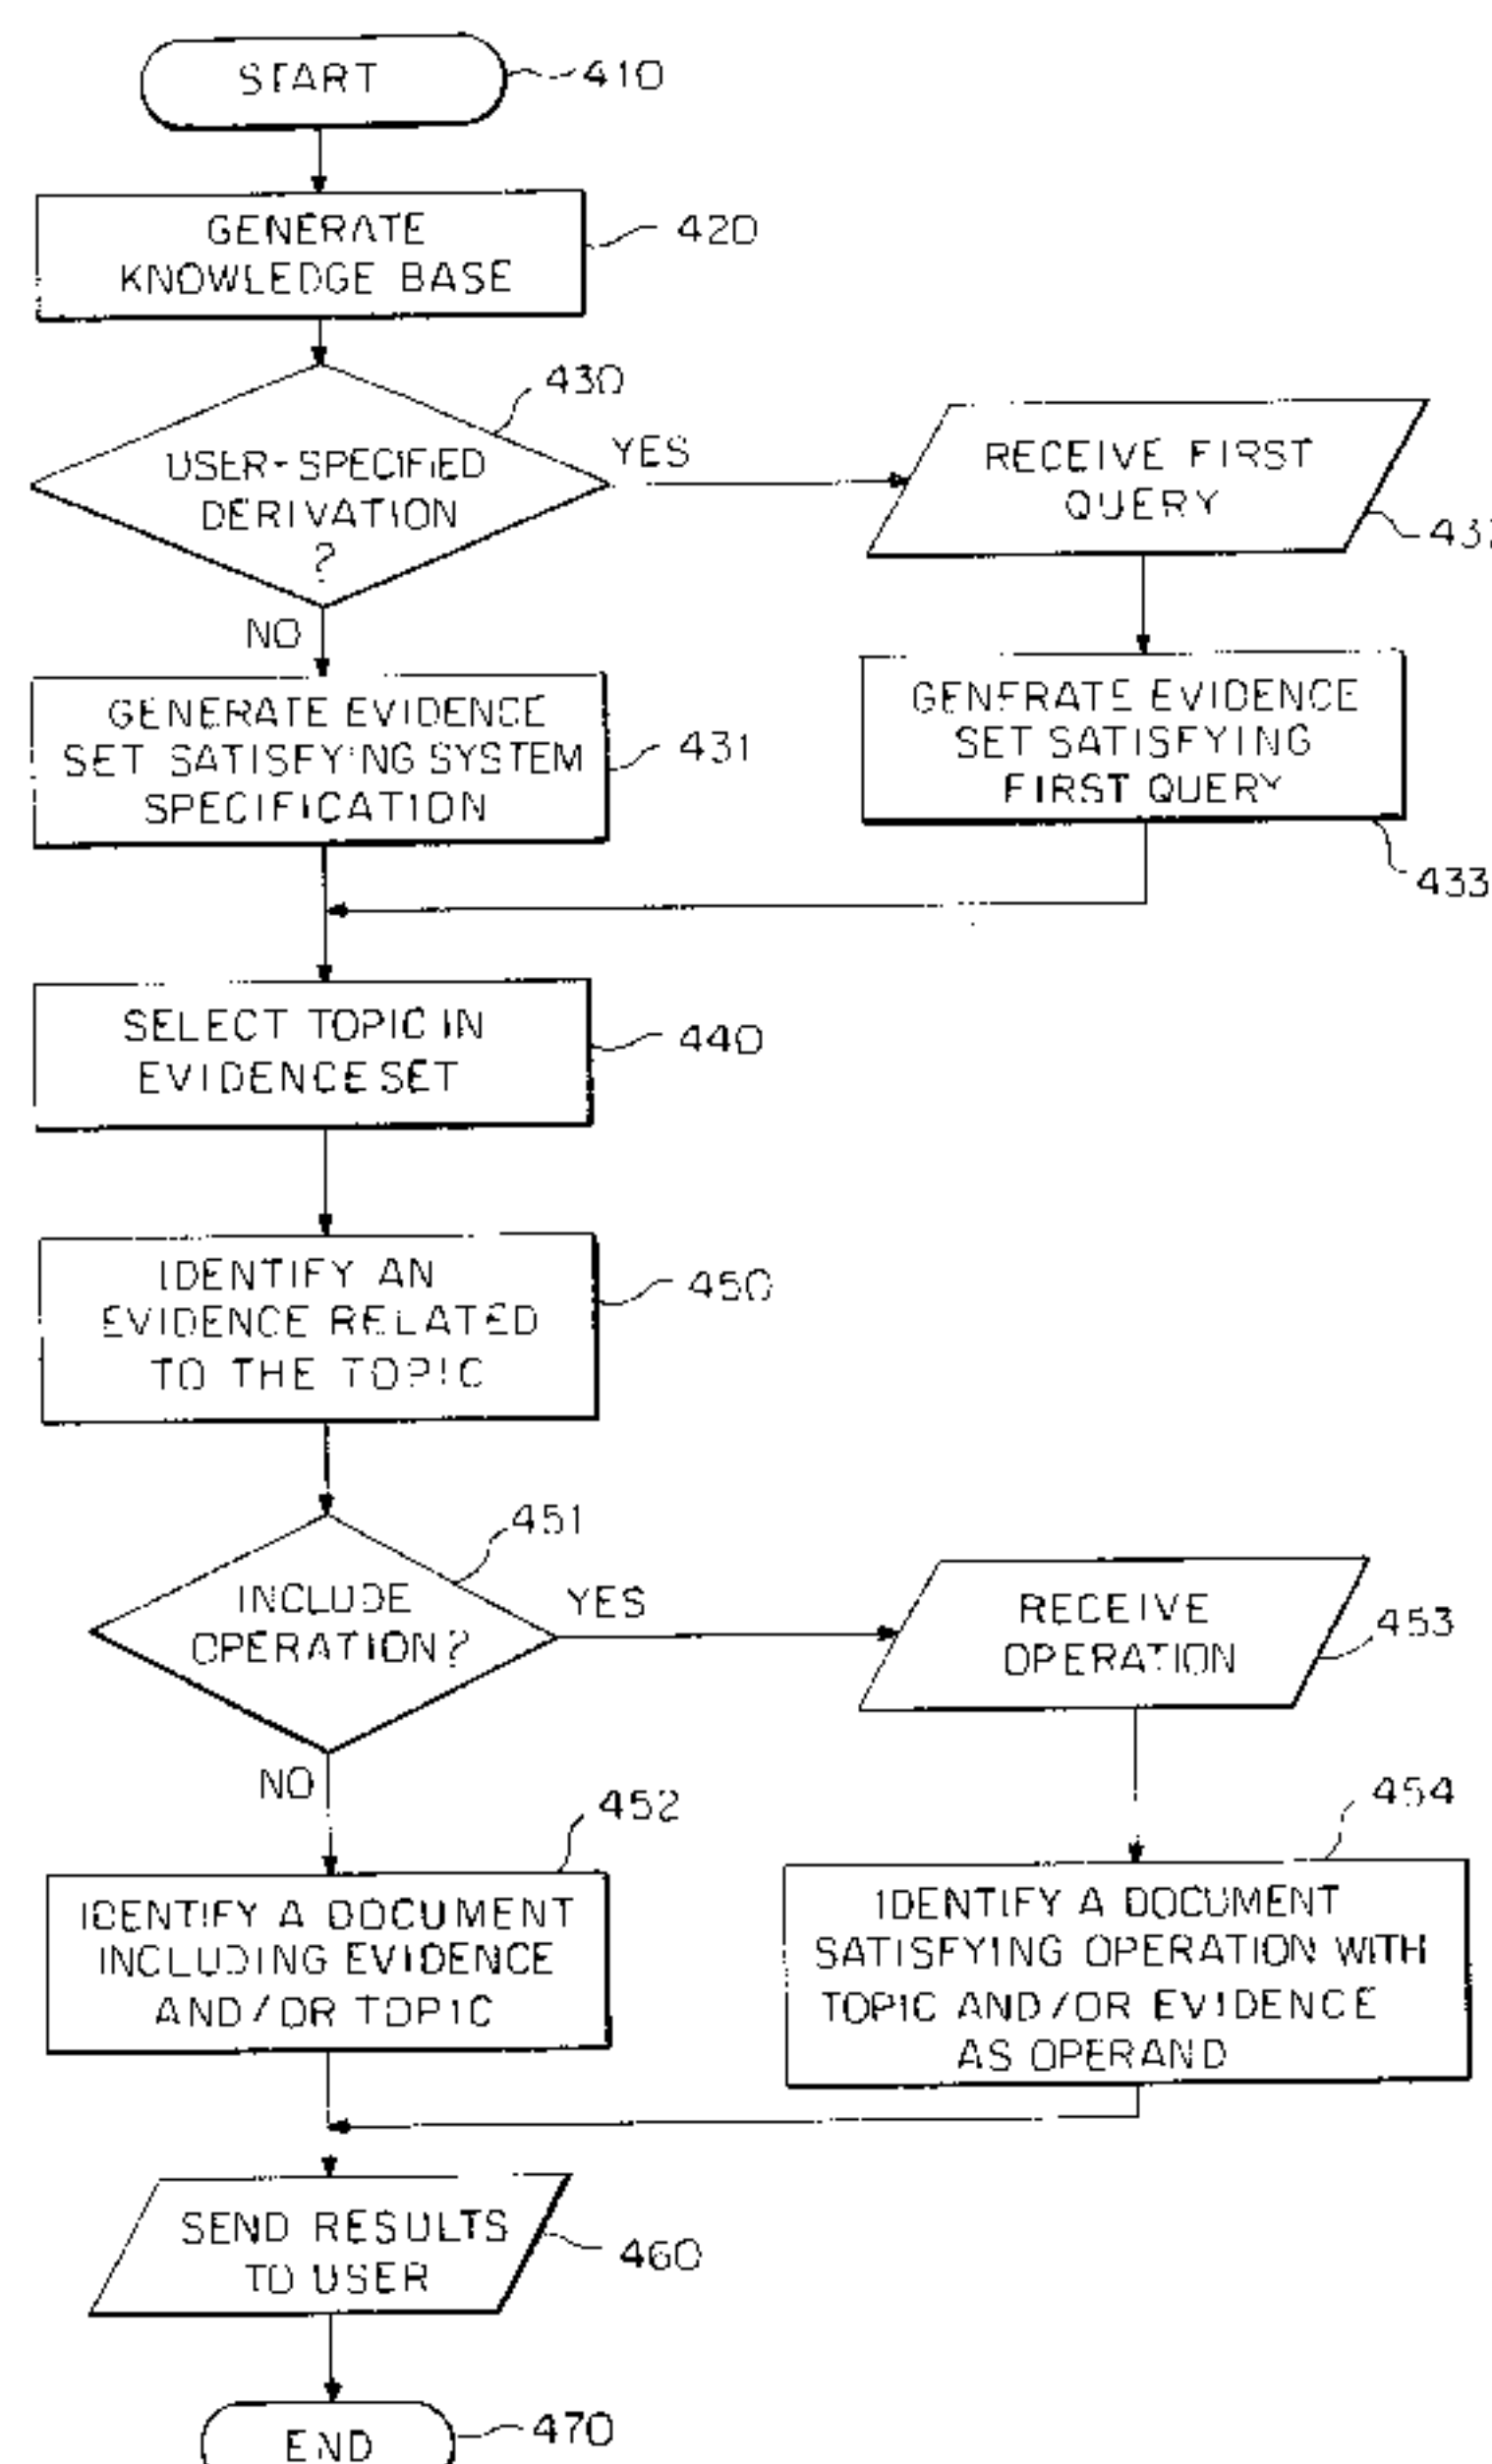 START
410
GENERATE
KNOWLEDGE BASE
420
430
USER-SPECIFIED
DERIVATION
?
YES
NO
RECEIVE FIRST
QUERY
GENERATE EVIDENCE
SET SATISFYING SYSTEM
SPECIFICATION
431
GENERATE EVIDENCE
SET SATISFYING
FIRST QUERY
433
SELECT TOPIC IN
EVIDENCE SET
440
IDENTIFY AN
EVIDENCE RELATED
TO THE TOPIC
450
451
INCLUDE
OPERATION?
YES
NO
RECEIVE
OPERATION
453
452
IDENTIFY A DOCUMENT
INCLUDING EVIDENCE
AND/OR TOPIC
454
IDENTIFY A DOCUMENT
SATISFYING OPERATION WITH
TOPIC AND/OR EVIDENCE
AS OPERAND
SEND RESULTS
TO USER
460
END
470